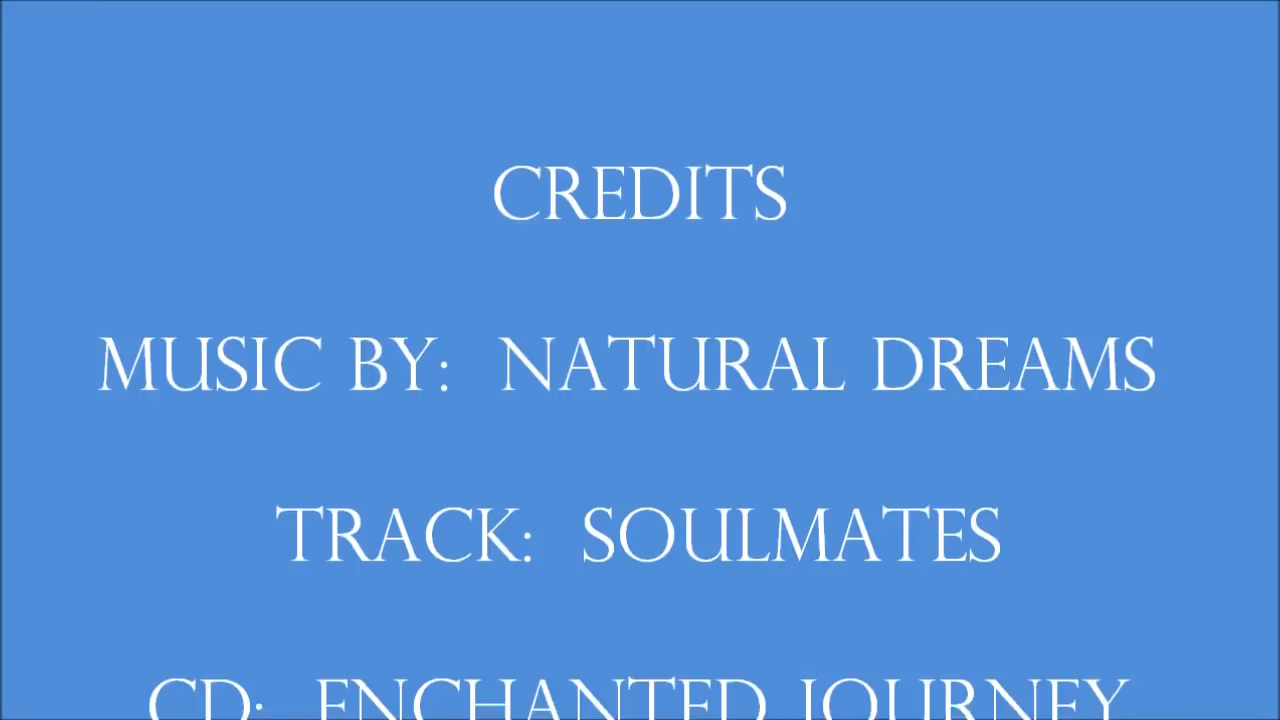 CREDITS
MUSIC BY: NATURAL DREAMS
TRACK: SOULMATES
CD: ENCHANTED JOURNEY